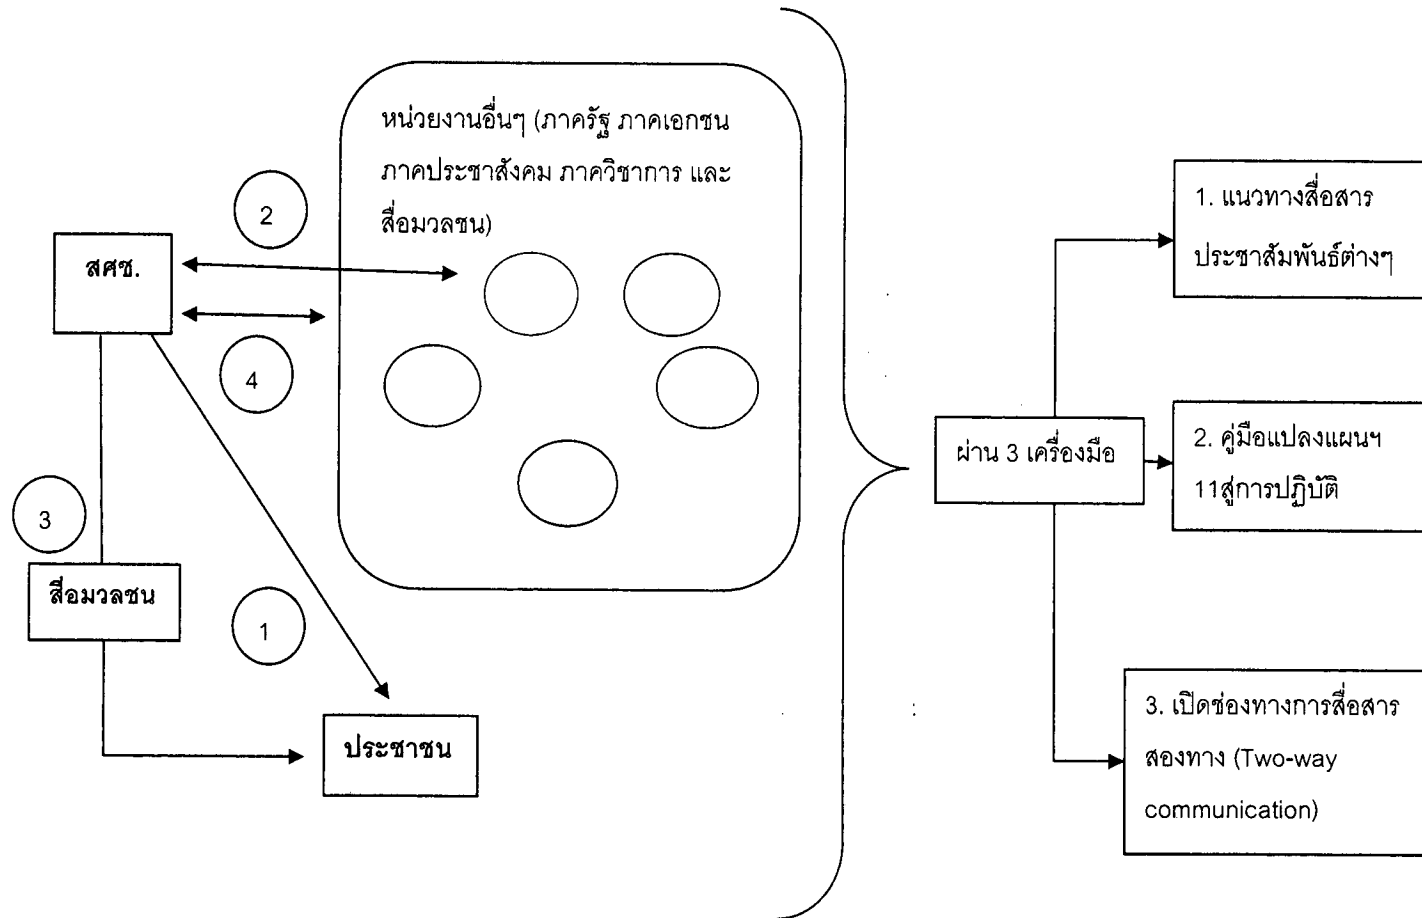 หน่วยงานอื่นๆ (ภาครัฐ ภาคเอกชน
ภาคประชาสังคม ภาควิชาการ และ
สื่อมวลชน)
2
สศช.
4
3
สื่อมวลชน
1
ประชาชน
ผ่าน 3 เครื่องมือ
1. แนวทางสื่อสาร
ประชาสัมพันธ์ต่างๆ
2. คู่มือแปลงแผนฯ
11สู่การปฏิบัติ
3. เปิดช่องทางการสื่อสาร
สองทาง (Two-way
communication)